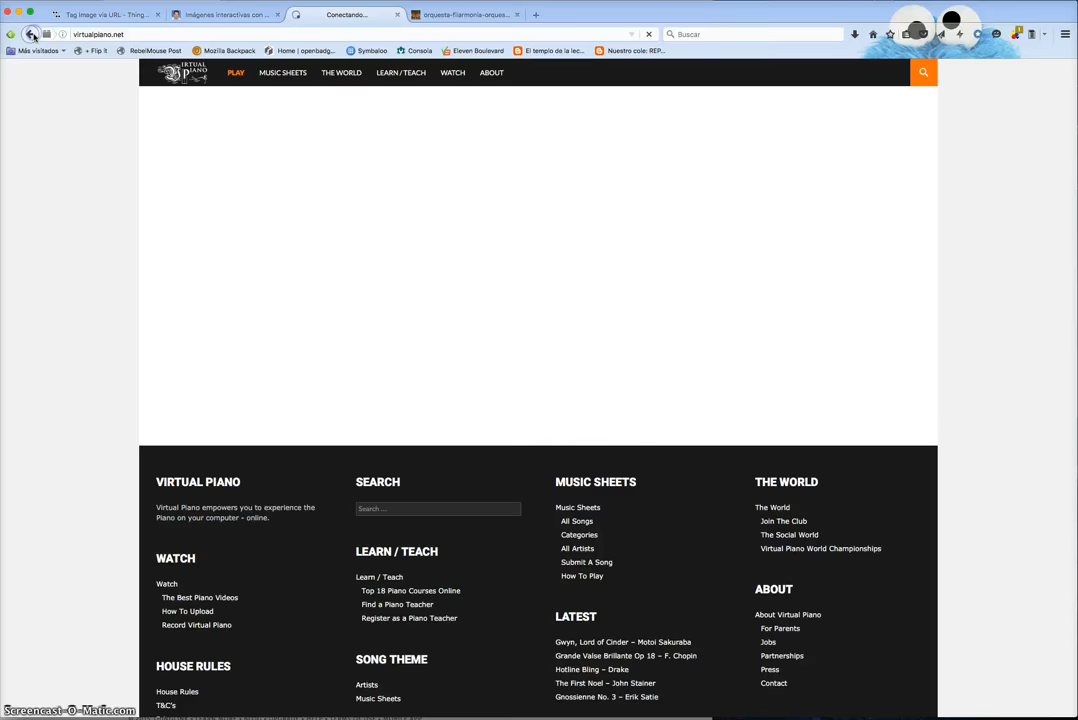 Tag Image via URL - Thing...
Imágenes interactivas con ...
Conectando...
orquesta-filarmonia-orques...
virtualpiano.net
Buscar
Más visitados
+ Flip it
RebelMouse Post
Mozilla Backpack
Home | openbadg...
Symbaloo
Consola
Eleven Boulevard
El templo de la lec...
Nuestro cole: REP...
VIRTUAL PIANO
PLAY
MUSIC SHEETS
THE WORLD
LEARN / TEACH
WATCH
ABOUT
VIRTUAL PIANO
Virtual Piano empowers you to experience the
Piano on your computer - online.
WATCH
Watch
The Best Piano Videos
How To Upload
Record Virtual Piano
HOUSE RULES
House Rules
T&C's
SEARCH
Search ...
LEARN / TEACH
Learn / Teach
Top 18 Piano Courses Online
Find a Piano Teacher
Register as a Piano Teacher
SONG THEME
Artists
Music Sheets
MUSIC SHEETS
Music Sheets
All Songs
Categories
All Artists
Submit A Song
How To Play
LATEST
Gwyn, Lord of Cinder – Motoi Sakuraba
Grande Valse Brillante Op 18 – F. Chopin
Hotline Bling – Drake
The First Noel – John Stainer
Gnossienne No. 3 – Erik Satie
THE WORLD
The World
Join The Club
The Social World
Virtual Piano World Championships
ABOUT
About Virtual Piano
For Parents
Jobs
Partnerships
Press
Contact
Screencast-O-Matic.com